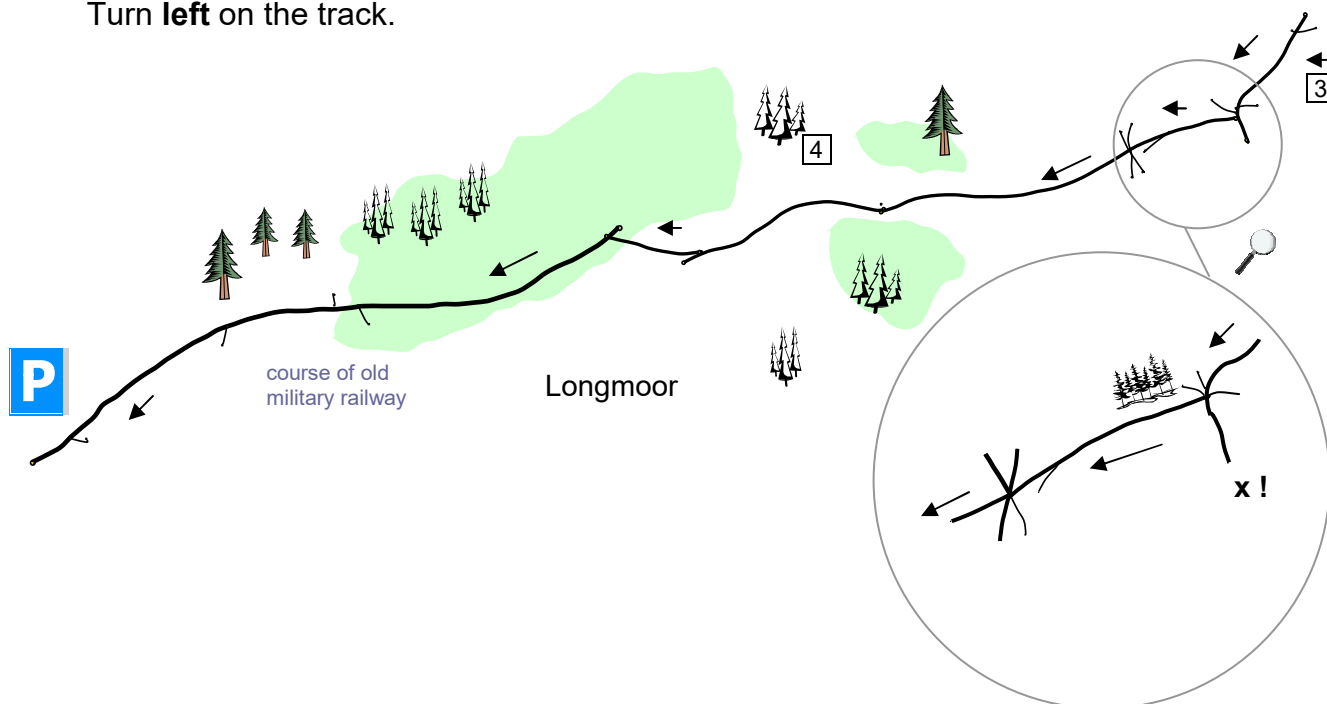 Turn left on the track.
3
4
P
course of old
military railway
Longmoor
x !